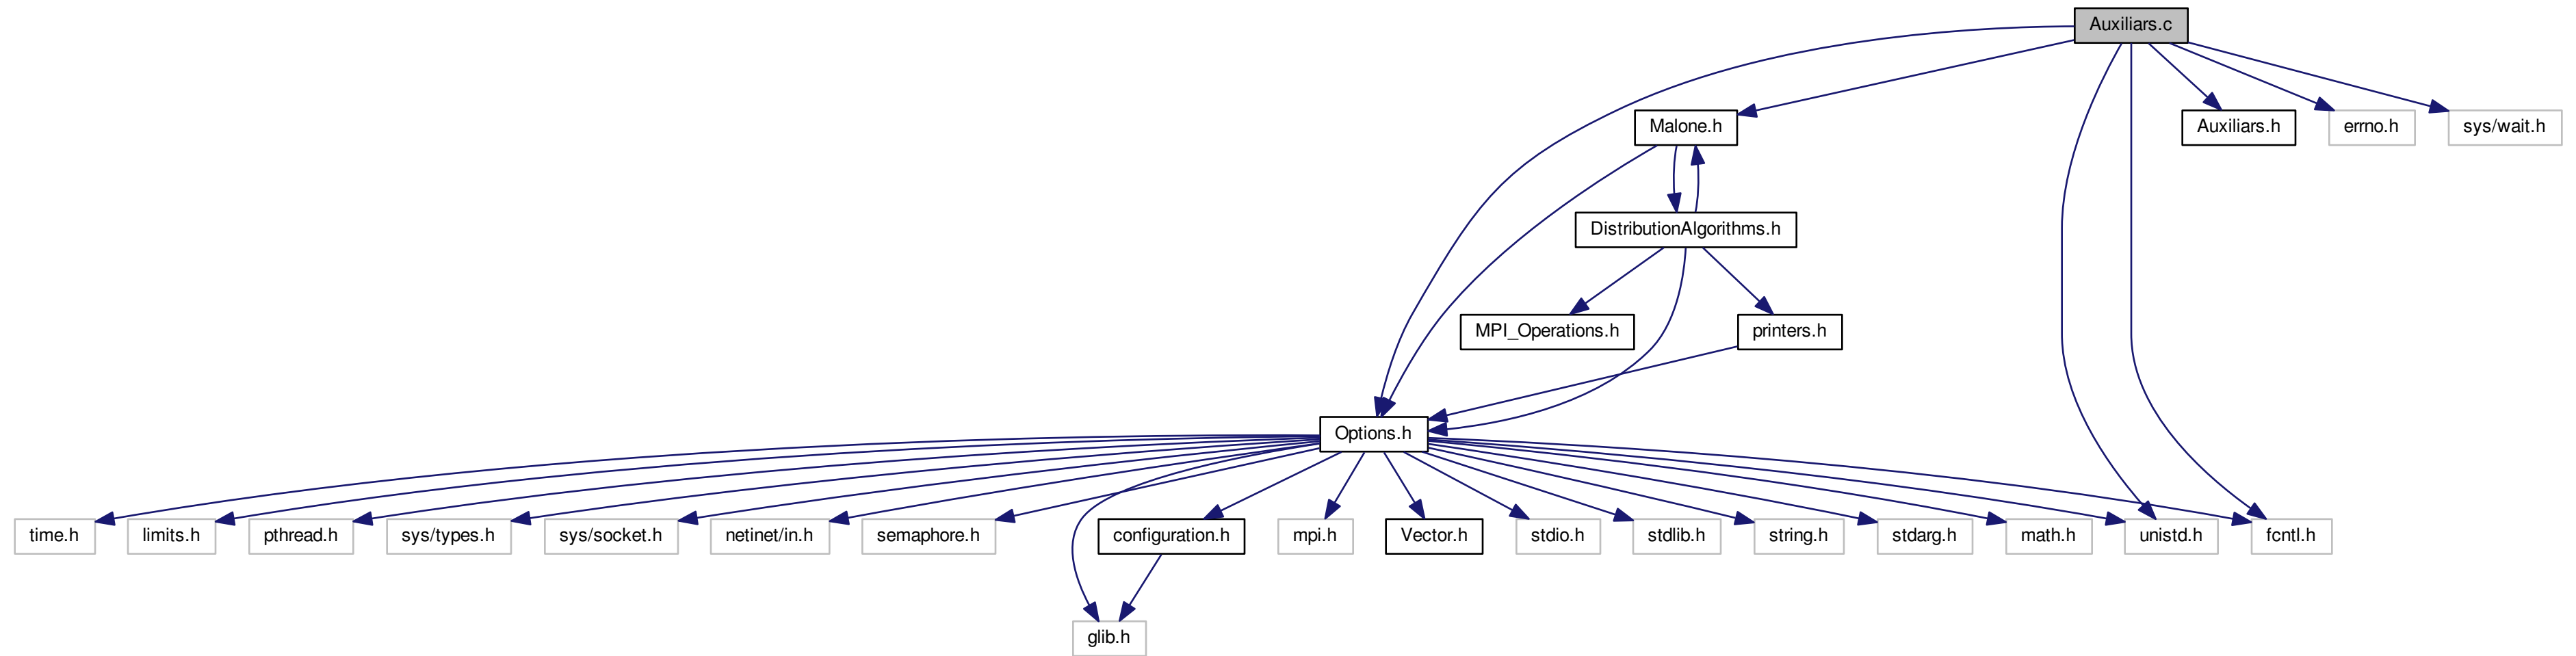 Auxiliars.c
Malone.h
Auxiliars.h
errno.h
sys/wait.h
DistributionAlgorithms.h
MPI_Operations.h
printers.h
Options.h
time.h
limits.h
pthread.h
sys/types.h
sys/socket.h
netinet/in.h
semaphore.h
configuration.h
mpi.h
Vector.h
stdio.h
stdlib.h
string.h
stdarg.h
math.h
unistd.h
fcntl.h
glib.h